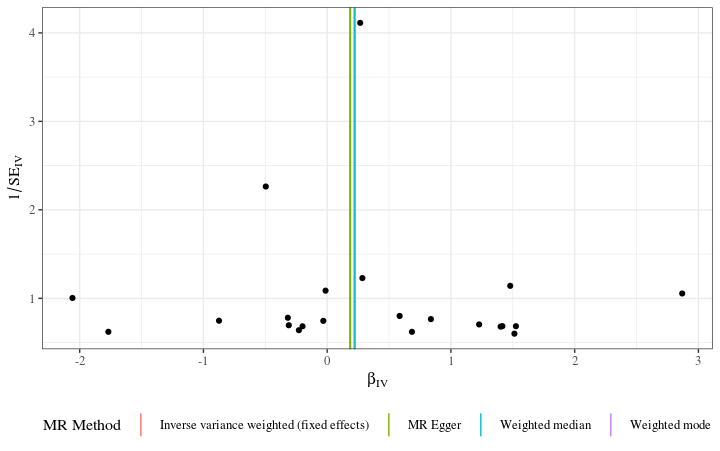 4
3
2
1
1/SE_IV
-2 -1 0 1 2 3
β_IV
MR Method Inverse variance weighted (fixed effects) MR Egger Weighted median Weighted mode